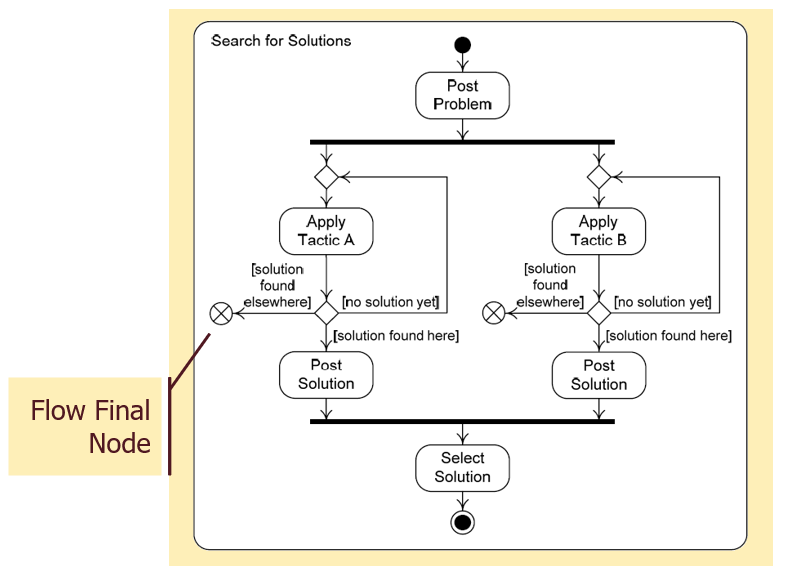 Search for Solutions
Post
Problem
Apply
Tactic A
Apply
Tactic B
[solution
found
elsewhere]
[no solution yet]
[solution
found
elsewhere]
[no solution yet]
[solution found here]
[solution found here]
Post
Solution
Post
Solution
Flow Final
Node
Select
Solution